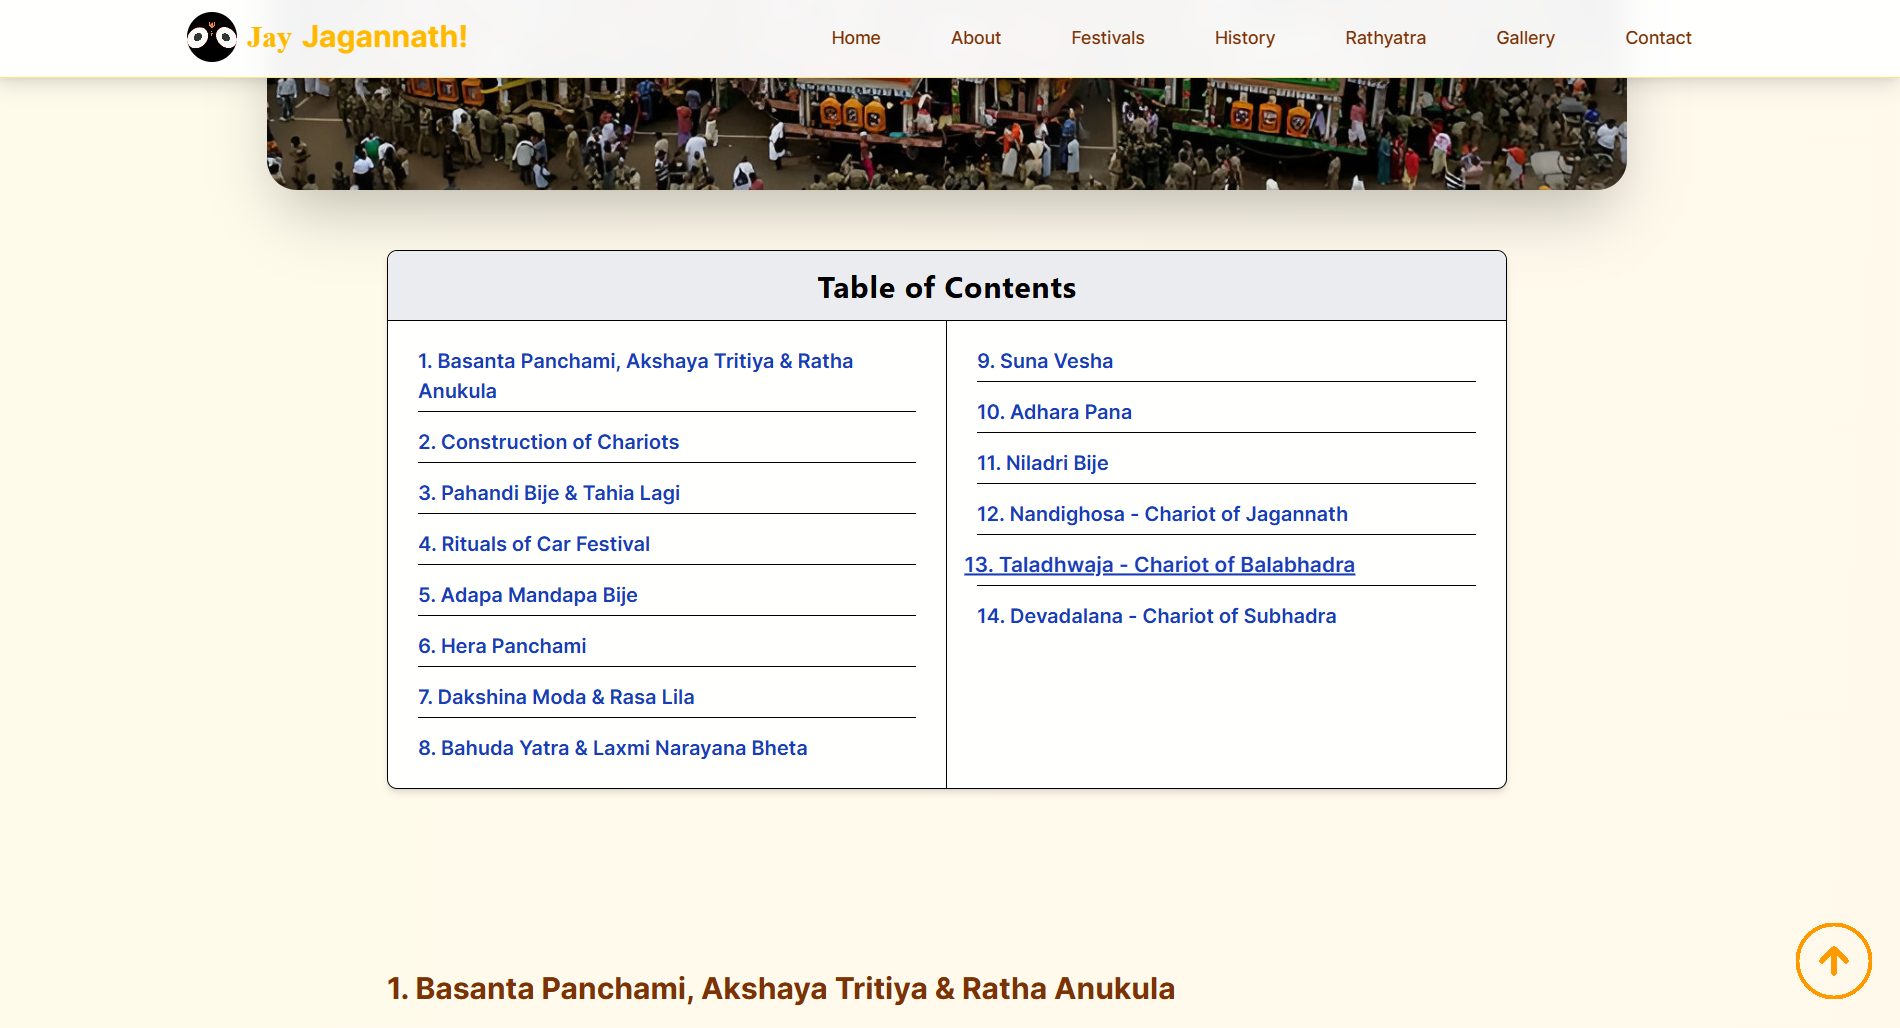 Jay Jagannath!
Home
About
Festivals
History
Rathyatra
Gallery
Contact
Table of Contents
1. Basanta Panchami, Akshaya Tritiya & Ratha
Anukula
2. Construction of Chariots
3. Pahandi Bije & Tahia Lagi
4. Rituals of Car Festival
5. Adapa Mandapa Bije
6. Hera Panchami
7. Dakshina Moda & Rasa Lila
8. Bahuda Yatra & Laxmi Narayana Bheta
9. Suna Vesha
10. Adhara Pana
11. Niladri Bije
12. Nandighosa - Chariot of Jagannath
13. Taladhwaja - Chariot of Balabhadra
14. Devadalana - Chariot of Subhadra
1. Basanta Panchami, Akshaya Tritiya & Ratha Anukula